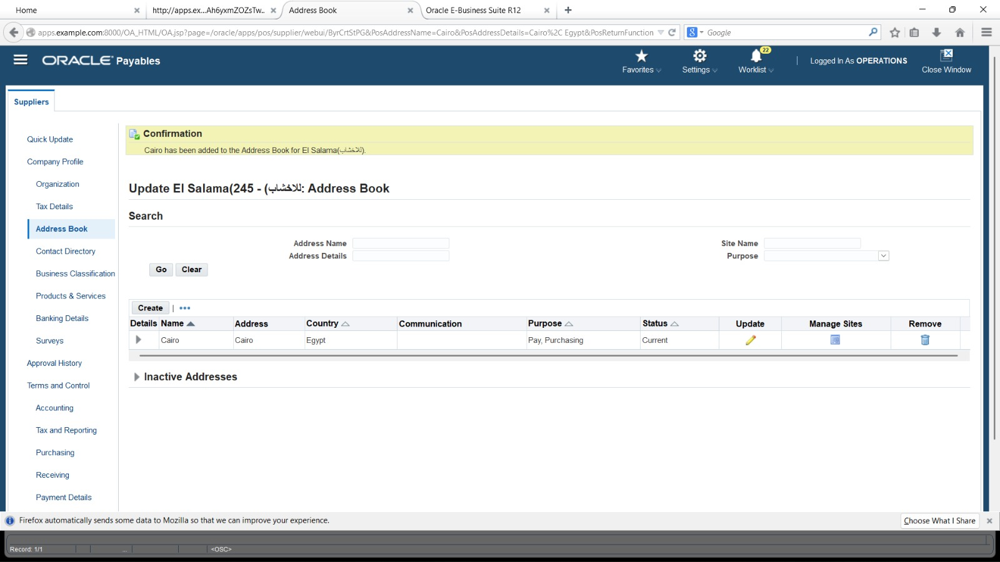 Home
http://apps.ex...Ah6yxmZOZsTw..
Address Book
Oracle E-Business Suite R12
apps.example.com:8000/OA_HTML/OA.jsp?page=/oracle/apps/pos/supplier/webui/ByrCrtStPG&PosAddressName=Cairo&PosAddressDetails=Cairo%2C Egypt&PosReturnFunction
Google
ORACLE Payables
Favorites
Settings
22
Worklist
Logged In As OPERATIONS
Close Window
Suppliers
Quick Update
Company Profile
Organization
Tax Details
Address Book
Contact Directory
Business Classification
Products & Services
Banking Details
Surveys
Approval History
Terms and Control
Accounting
Tax and Reporting
Purchasing
Receiving
Payment Details
Confirmation
Cairo has been added to the Address Book for El Salama(للاخشاب).
Update El Salama(245 - (للاخشاب: Address Book
Search
Address Name
Site Name
Address Details
Purpose
Go Clear
Create | •••
Details Name Address Country Communication Purpose Status Update Manage Sites Remove
Cairo Cairo Egypt Pay, Purchasing Current
Inactive Addresses
Firefox automatically sends some data to Mozilla so that we can improve your experience.
Choose What I Share
Record: 1/1 ... <OSC>